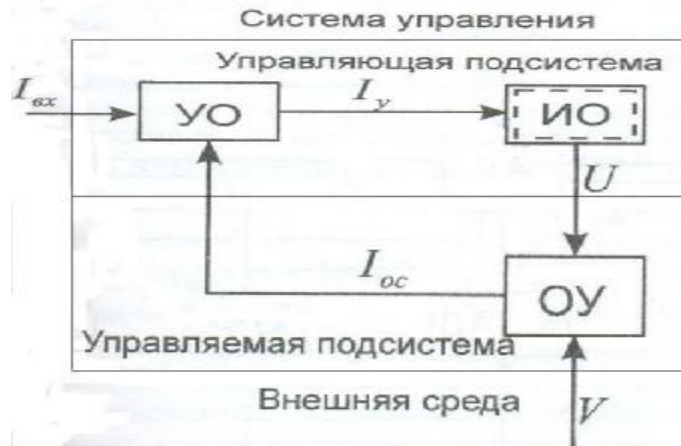 Система управления
Управляющая подсистема
Iвх
УО
Iу
ИО
U
Iос
ОУ
Управляемая подсистема
Внешняя среда
V